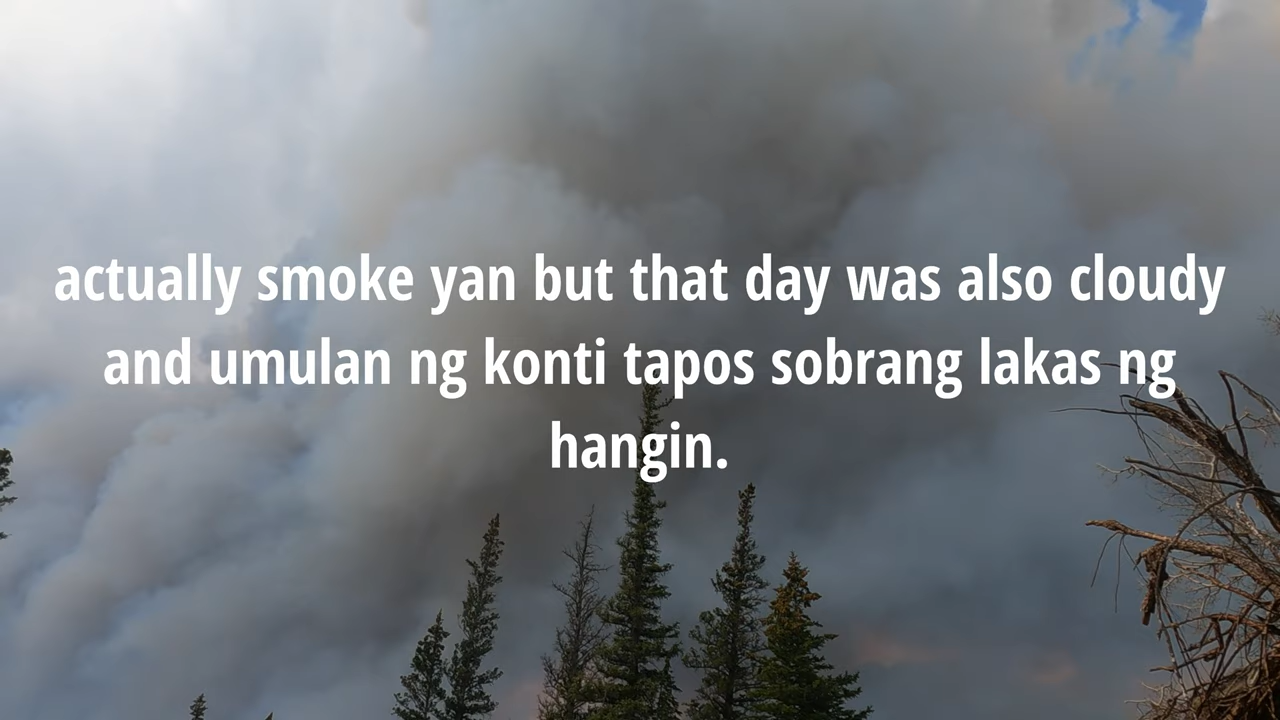 actually smoke yan but that day was also cloudy
and umulan ng konti tapos sobrang lakas ng
hangin.